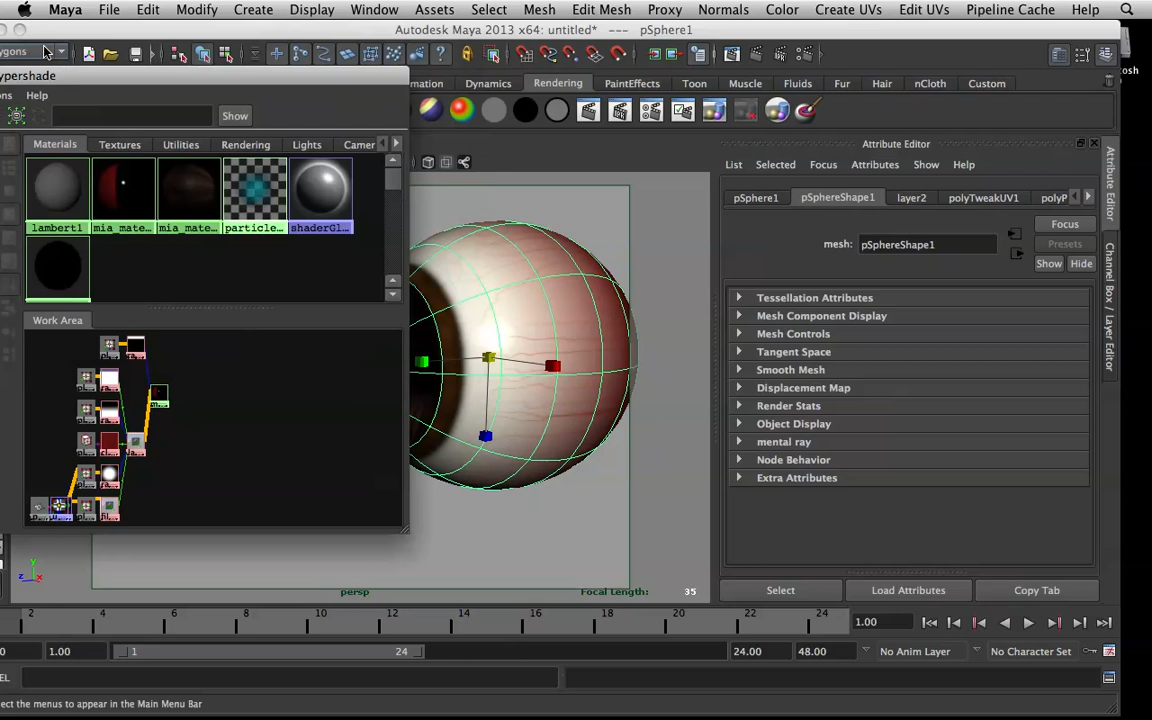 Maya File Edit Modify Create Display Window Assets Select Mesh Edit Mesh Proxy Normals Color Create UVs Edit UVs Pipeline Cache Help
Autodesk Maya 2013 x64: untitled* --- pSphere1
ygons
ypershade
ons Help
Show
mation Dynamics Rendering PaintEffects Toon Muscle Fluids Fur Hair nCloth Custom
osh
Materials Textures Utilities Rendering Lights Camer
lambert1 mia_mate... mia_mate... particle... shaderGl...
Work Area
Attribute Editor
List Selected Focus Attributes Show Help
pSphere1 pSphereShape1 layer2 polyTweakUV1 polyP
Focus
Presets
mesh: pSphereShape1
Show Hide
Tessellation Attributes
Mesh Component Display
Mesh Controls
Tangent Space
Smooth Mesh
Displacement Map
Render Stats
Object Display
mental ray
Node Behavior
Extra Attributes
Select Load Attributes Copy Tab
Attribute Editor
Channel Box / Layer Editor
y
z x
persp
Focal Length: 35
2 4 6 8 10 12 14 16 18 20 22 24
1.00
0 1.00 1 24 24.00 48.00 No Anim Layer No Character Set
EL
ect the menus to appear in the Main Menu Bar